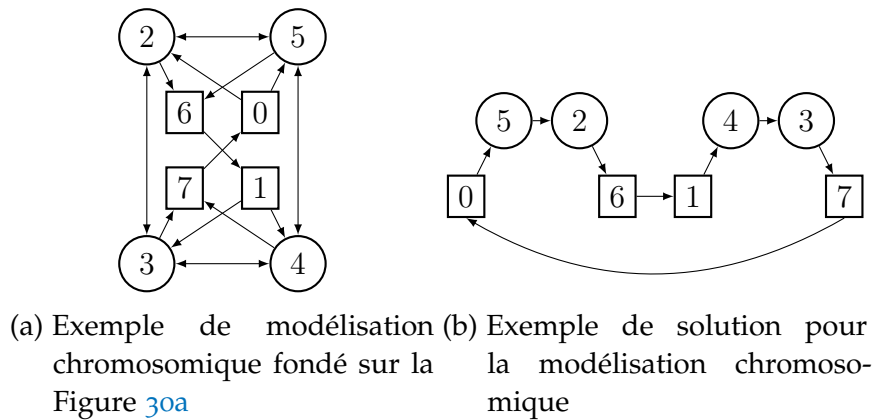 2 5
6 0
7 1
3 4
5 2 4 3
0 6 1 7
(a) Exemple de modélisation
chromosomique fondé sur la
Figure 30a
(b) Exemple de solution pour
la modélisation chromoso-
mique